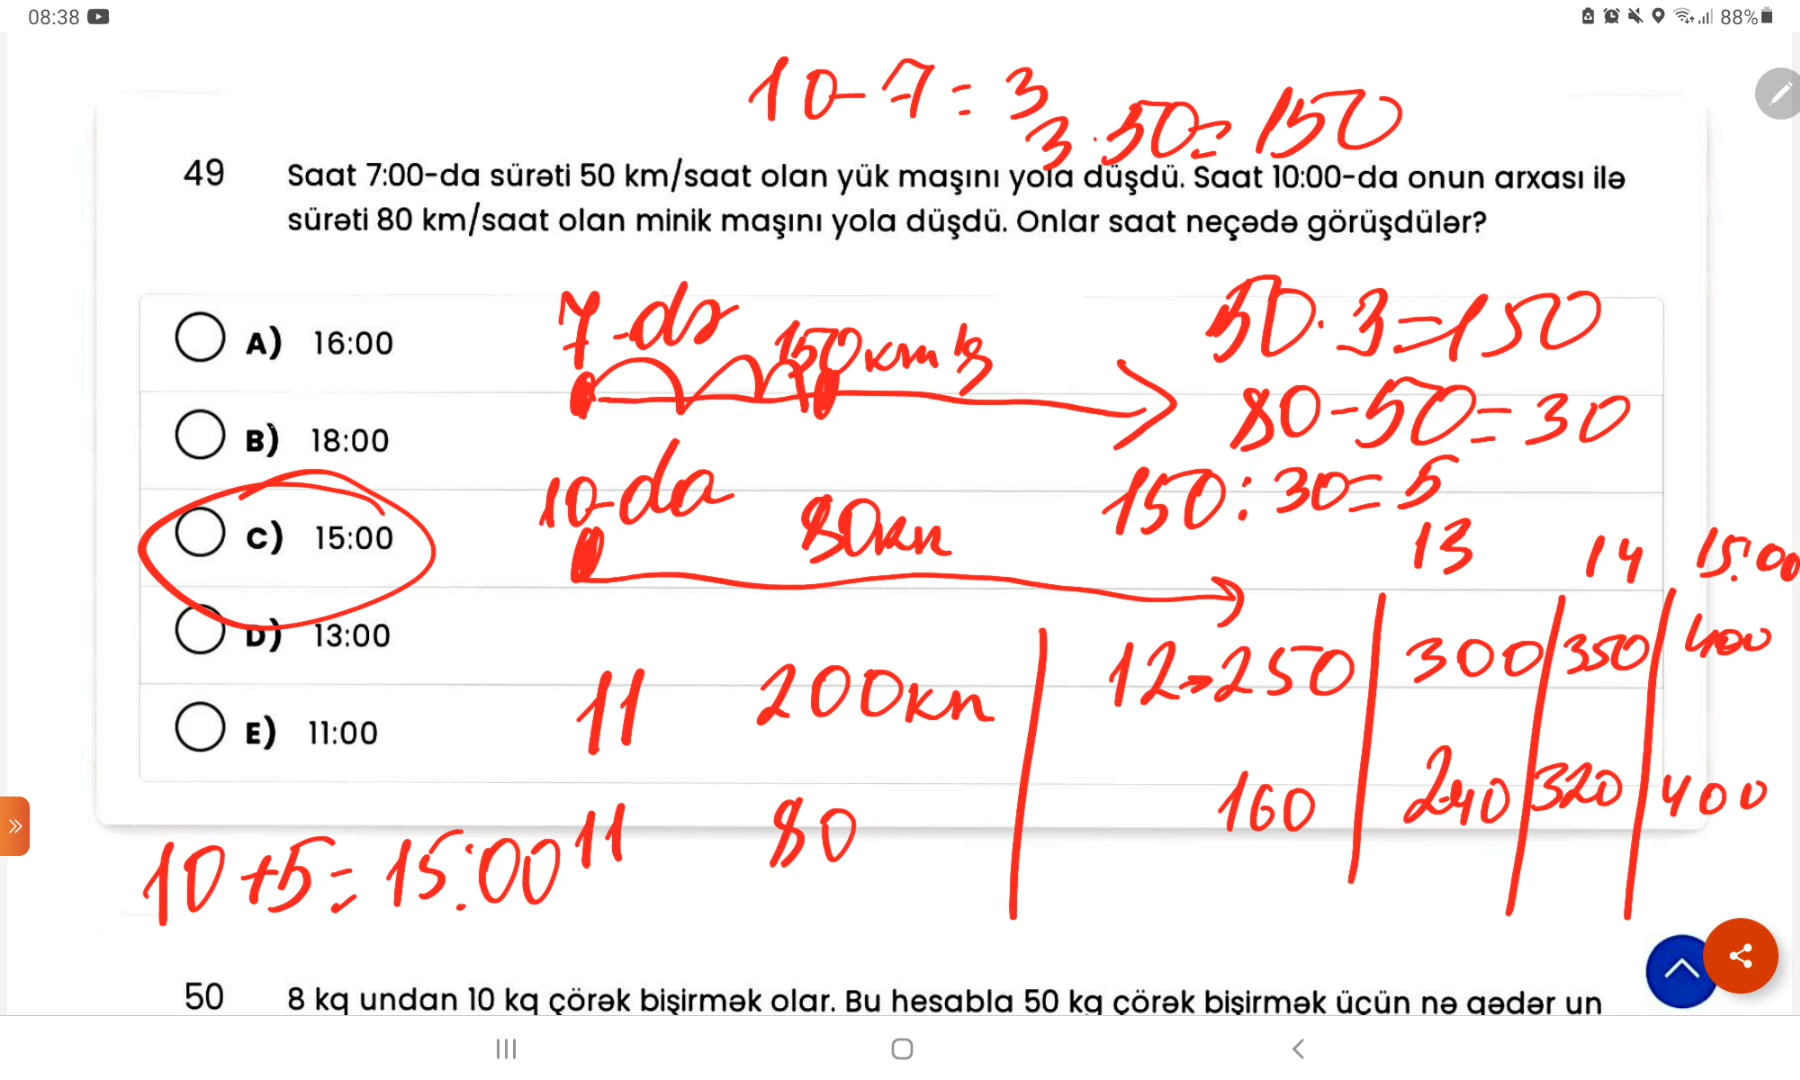 08:38
88%
10-7=3
3·50=150
49
Saat 7:00-da sürəti 50 km/saat olan yük maşını yola düşdü. Saat 10:00-da onun arxası ilə
sürəti 80 km/saat olan minik maşını yola düşdü. Onlar saat neçədə görüşdülər?
A) 16:00
7-də
150km
50·3=150
80-50=30
B) 18:00
10-da
80km
150:30=5
C) 15:00
13
14
15:00
D) 13:00
11 200km
12→250
300
350
400
E) 11:00
11 80
160
240
320
400
10+5=15:00
50
8 kq undan 10 kq çörək bişirmək olar. Bu hesabla 50 kq çörək bişirmək üçün nə qədər un